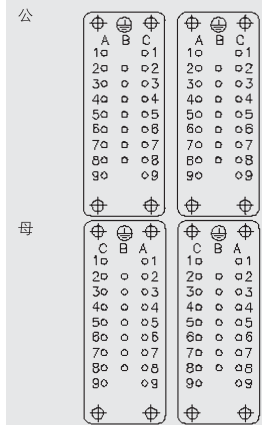 公
A B C A B C
1 1 1 1
2 2 2 2
3 3 3 3
4 4 4 4
5 5 5 5
6 6 6 6
7 7 7 7
8 8 8 8
9 9 9 9
母
C B A C B A
1 1 1 1
2 2 2 2
3 3 3 3
4 4 4 4
5 5 5 5
6 6 6 6
7 7 7 7
8 8 8 8
9 9 9 9